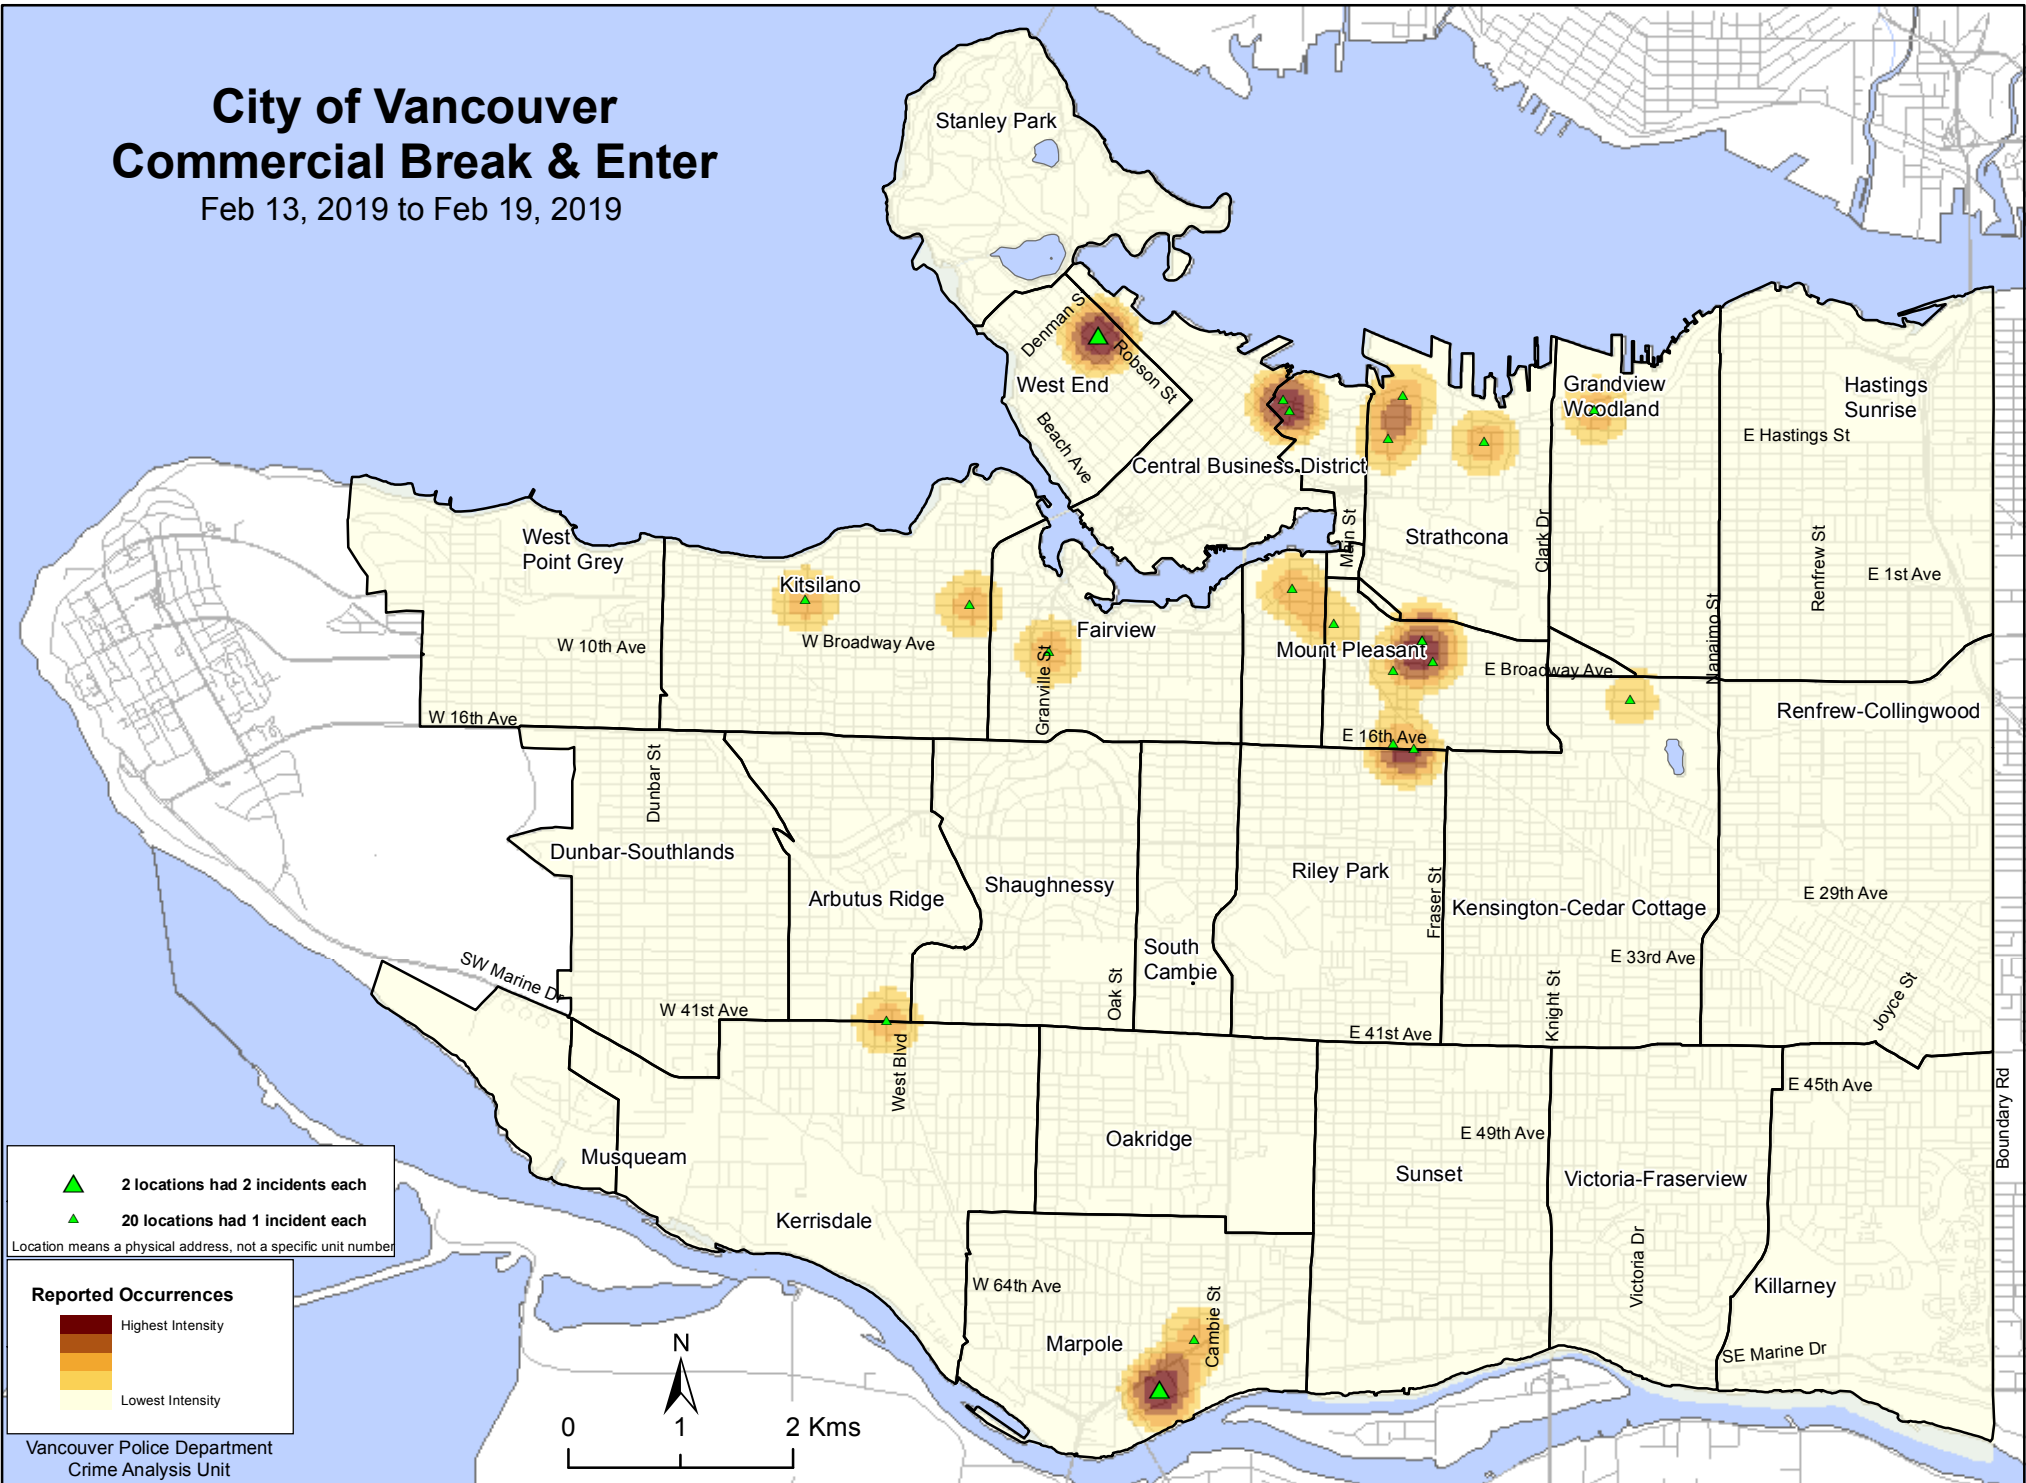 City of Vancouver
Commercial Break & Enter
Feb 13, 2019 to Feb 19, 2019
Stanley Park
Denman S
Robson St
West End
Beach Ave
Central Business District
Grandview
Woodland
Hastings
Sunrise
E Hastings St
Main St
Strathcona
Clark Dr
Renfrew St
E 1st Ave
Nanaimo St
West
Point Grey
Kitsilano
W 10th Ave
W Broadway Ave
Granville St
Fairview
Mount Pleasant
E Broadway Ave
W 16th Ave
E 16th Ave
Renfrew-Collingwood
Dunbar St
Dunbar-Southlands
Arbutus Ridge
Shaughnessy
South
Cambie
Oak St
Riley Park
Fraser St
Kensington-Cedar Cottage
E 29th Ave
E 33rd Ave
Knight St
Joyce St
SW Marine Dr
W 41st Ave
E 41st Ave
West Blvd
E 45th Ave
Boundary Rd
Musqueam
Oakridge
E 49th Ave
Sunset
Victoria-Fraserview
Kerrisdale
Victoria Dr
Killarney
W 64th Ave
Marpole
Cambie St
SE Marine Dr
2 locations had 2 incidents each
20 locations had 1 incident each
Location means a physical address, not a specific unit number
Reported Occurrences
Highest Intensity
Lowest Intensity
Vancouver Police Department
Crime Analysis Unit
N
0 1 2 Kms